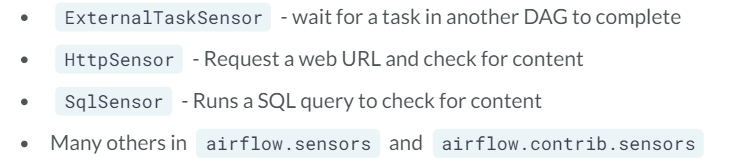 • ExternalTaskSensor - wait for a task in another DAG to complete
• HttpSensor - Request a web URL and check for content
• SqlSensor - Runs a SQL query to check for content
• Many others in airflow.sensors and airflow.contrib.sensors